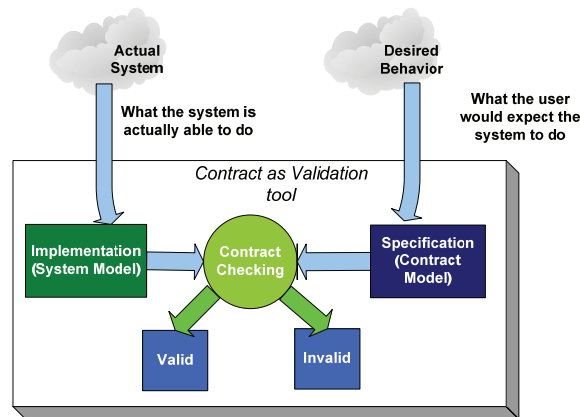 Actual
System
Desired
Behavior
What the system is
actually able to do
What the user
would expect the
system to do
Contract as Validation
tool
Implementation
(System Model)
Contract
Checking
Specification
(Contract
Model)
Valid
Invalid